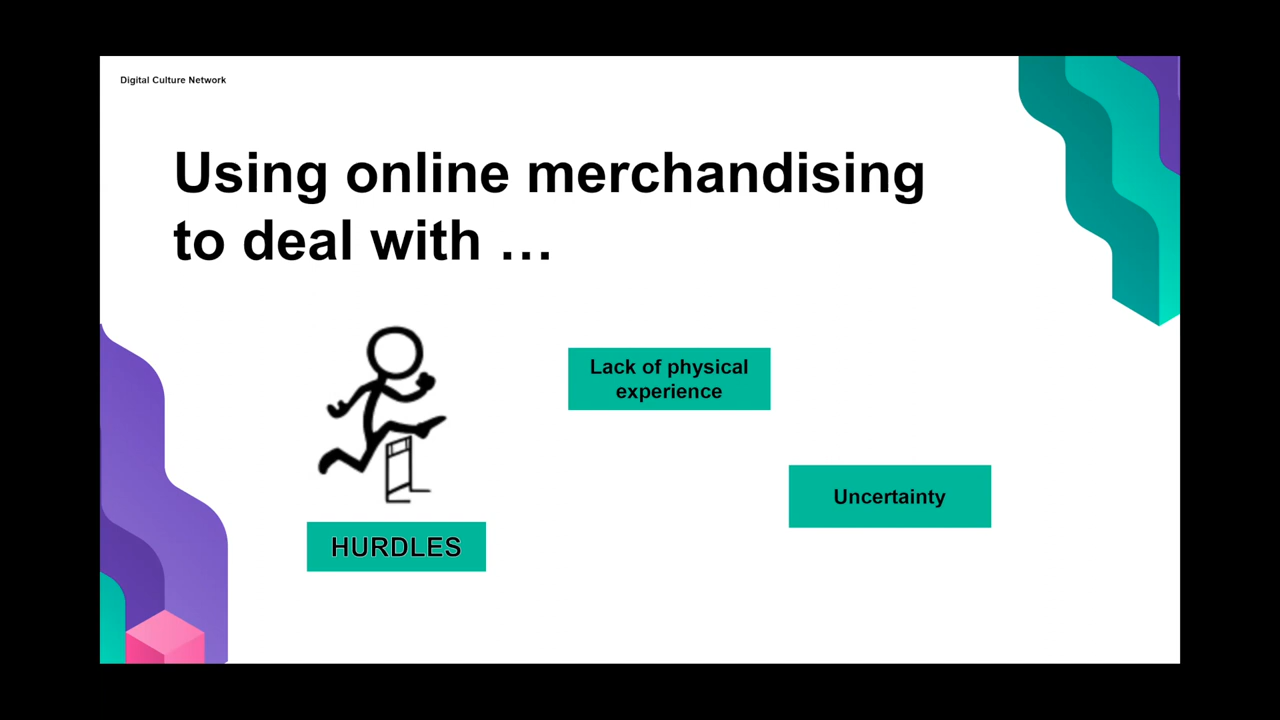 Digital Culture Network
Using online merchandising
to deal with …
Lack of physical
experience
Uncertainty
HURDLES